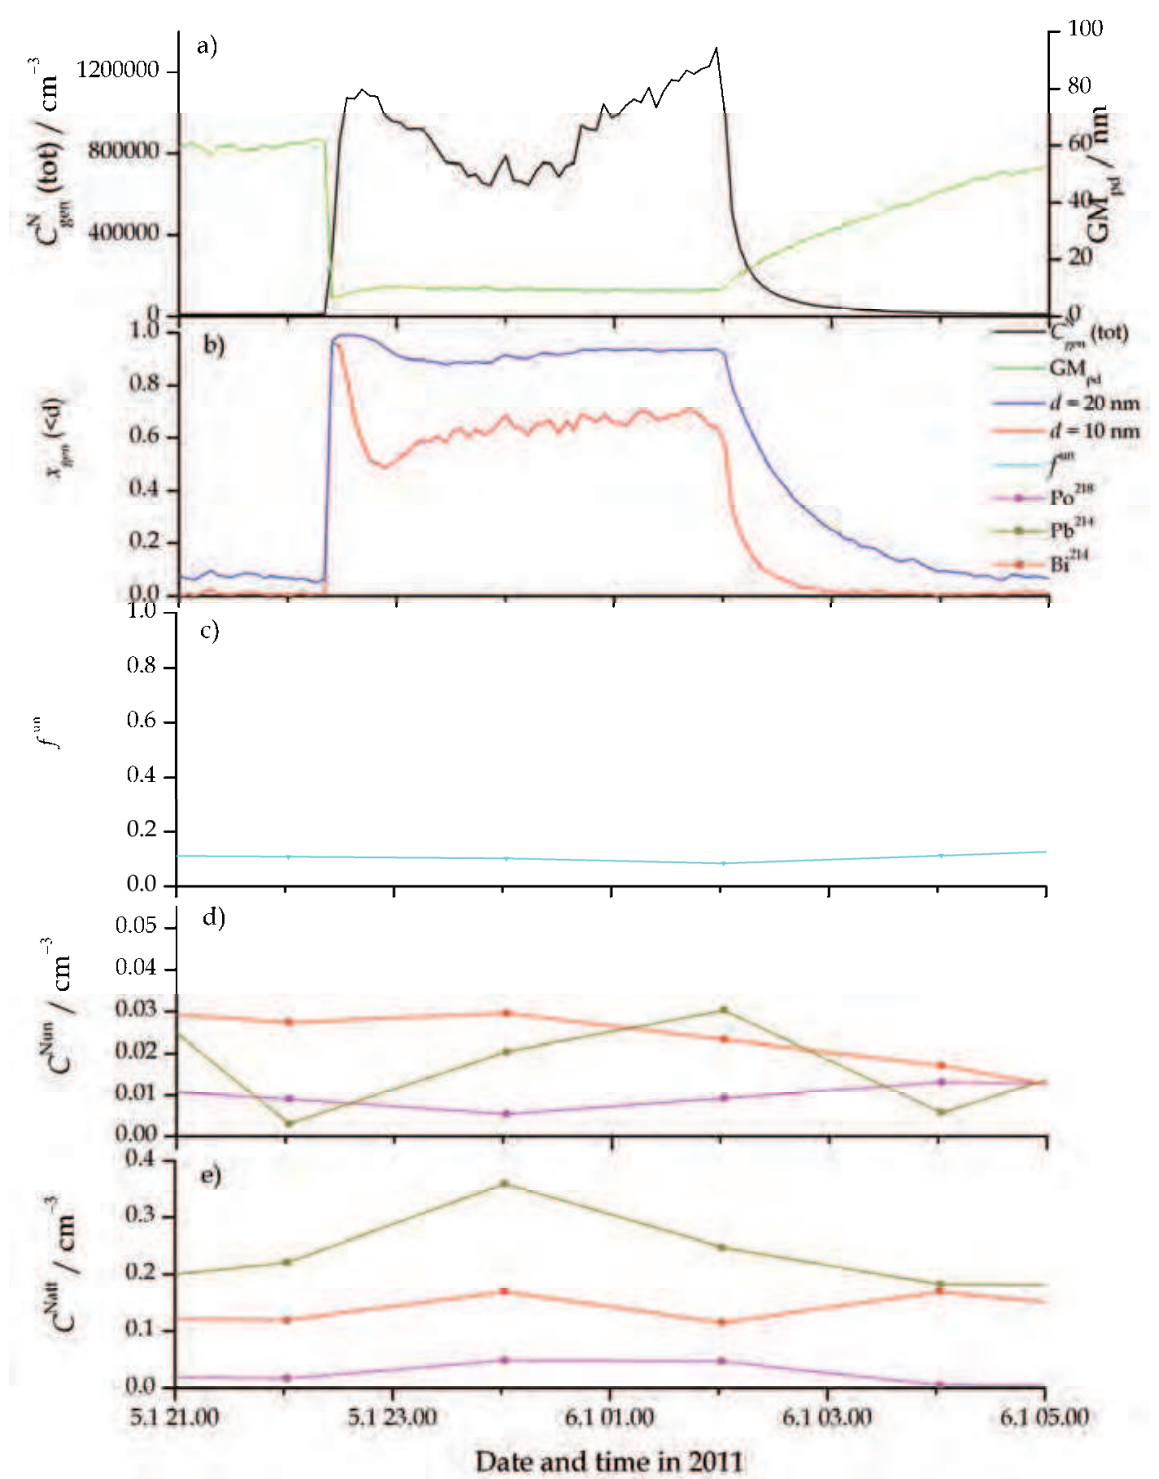 a)
C^N_gen (tot) / cm^−3
1200000
800000
400000
0
100
80
60
40
20
0
GM_pd / nm
b)
x_gen (<d)
1.0
0.8
0.6
0.4
0.2
0.0
C^N_gen (tot)
GM_pd
d = 20 nm
d = 10 nm
f^un
Po^218
Pb^214
Bi^214
c)
f^un
1.0
0.8
0.6
0.4
0.2
0.0
d)
C^Nun / cm^−3
0.05
0.04
0.03
0.02
0.01
0.00
e)
C^Natt / cm^−3
0.4
0.3
0.2
0.1
0.0
5.1 21.00 5.1 23.00 6.1 01.00 6.1 03.00 6.1 05.00
Date and time in 2011